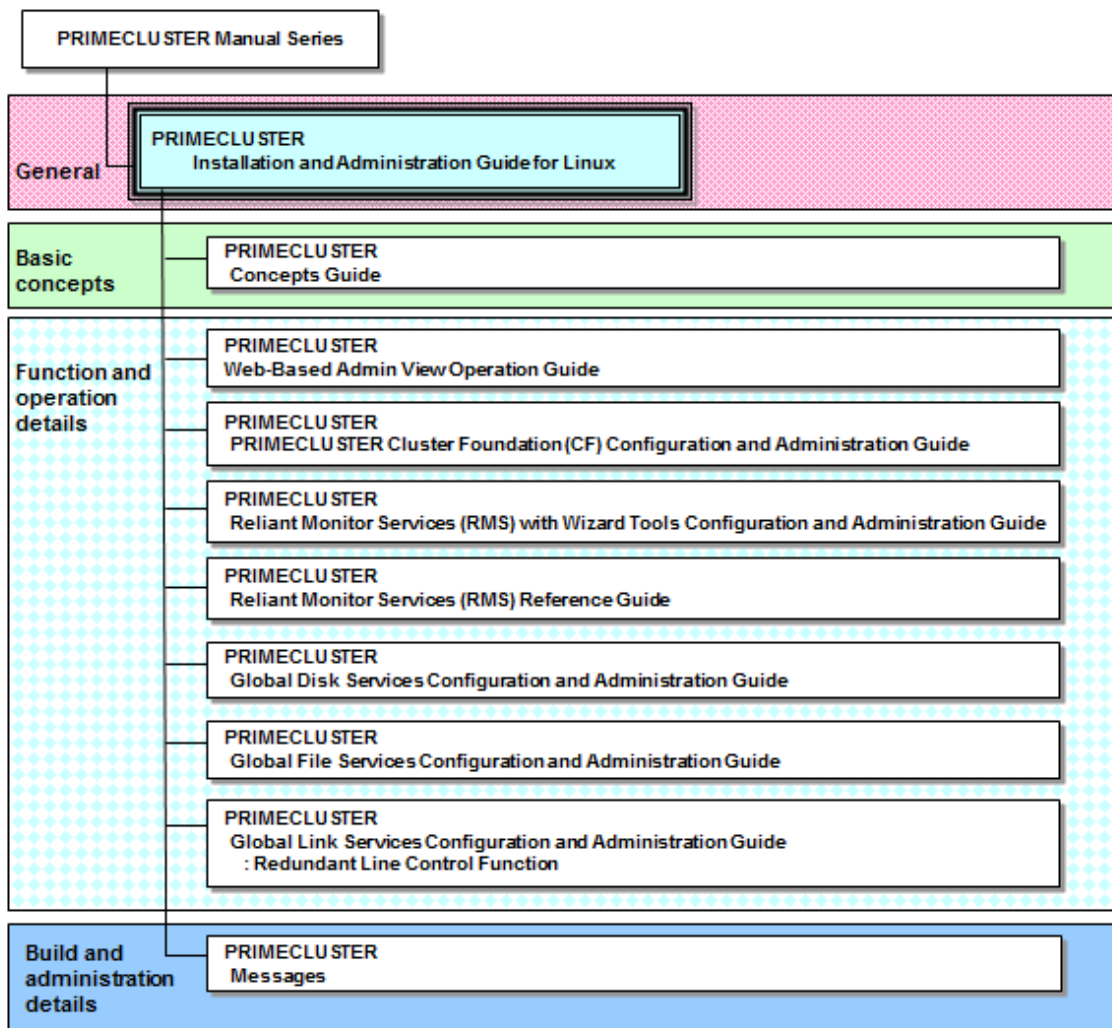 PRIMECLUSTER Manual Series
General
PRIMECLUSTER
Installation and Administration Guide for Linux
Basic
concepts
PRIMECLUSTER
Concepts Guide
Function and
operation
details
PRIMECLUSTER
Web-Based Admin View Operation Guide
PRIMECLUSTER
PRIMECLUSTER Cluster Foundation (CF) Configuration and Administration Guide
PRIMECLUSTER
Reliant Monitor Services (RMS) with Wizard Tools Configuration and Administration Guide
PRIMECLUSTER
Reliant Monitor Services (RMS) Reference Guide
PRIMECLUSTER
Global Disk Services Configuration and Administration Guide
PRIMECLUSTER
Global File Services Configuration and Administration Guide
PRIMECLUSTER
Global Link Services Configuration and Administration Guide
: Redundant Line Control Function
Build and
administration
details
PRIMECLUSTER
Messages